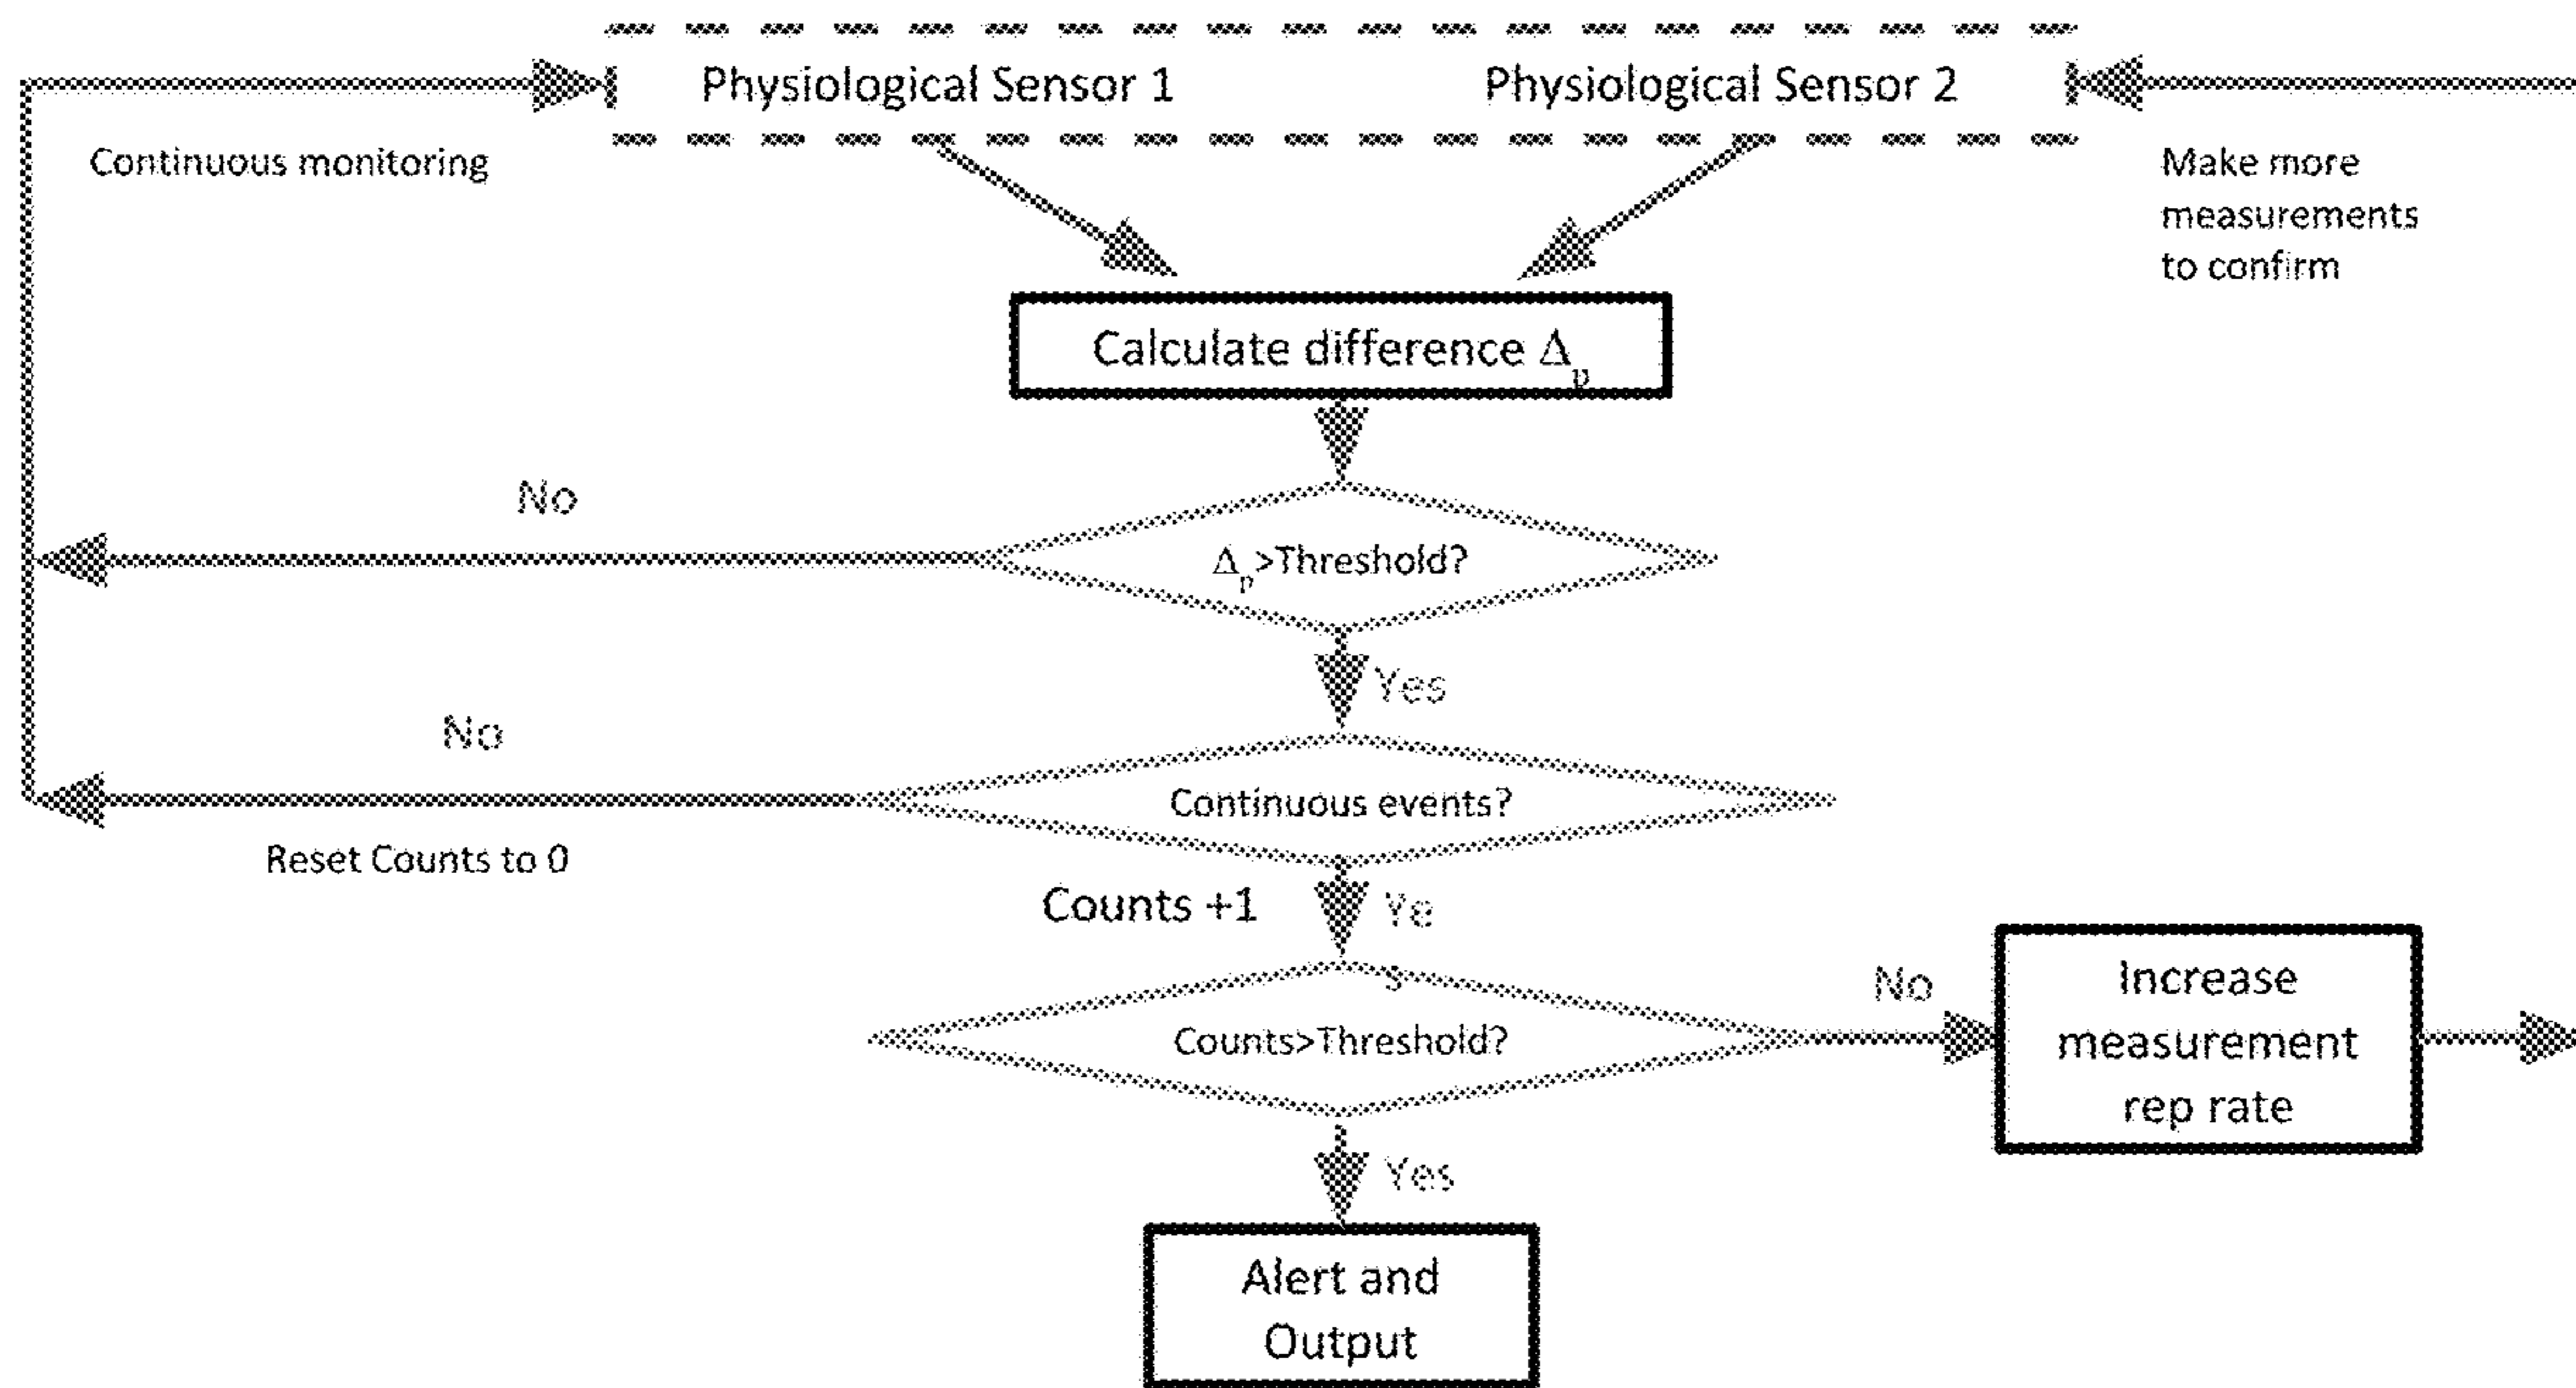 Physiological Sensor 1
Physiological Sensor 2
Continuous monitoring
Make more
measurements
to confirm
Calculate difference Δp
No
Δp>Threshold?
Yes
No
Continuous events?
Reset Counts to 0
Counts +1
Ye
s
No
Counts>Threshold?
Increase
measurement
rep rate
Yes
Alert and
Output